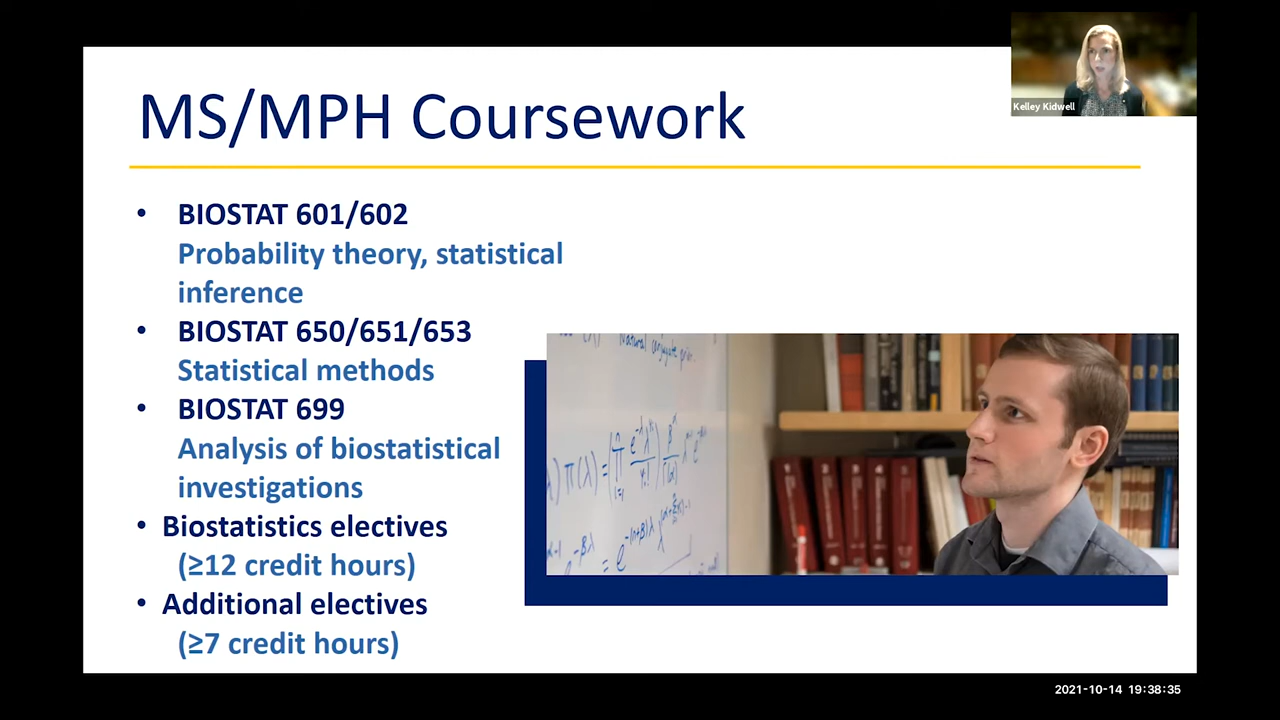 MS/MPH Coursework
Kelley Kidwell
• BIOSTAT 601/602
Probability theory, statistical
inference
• BIOSTAT 650/651/653
Statistical methods
• BIOSTAT 699
Analysis of biostatistical
investigations
• Biostatistics electives
(≥12 credit hours)
• Additional electives
(≥7 credit hours)
Natural conjugate
2021-10-14 19:38:35